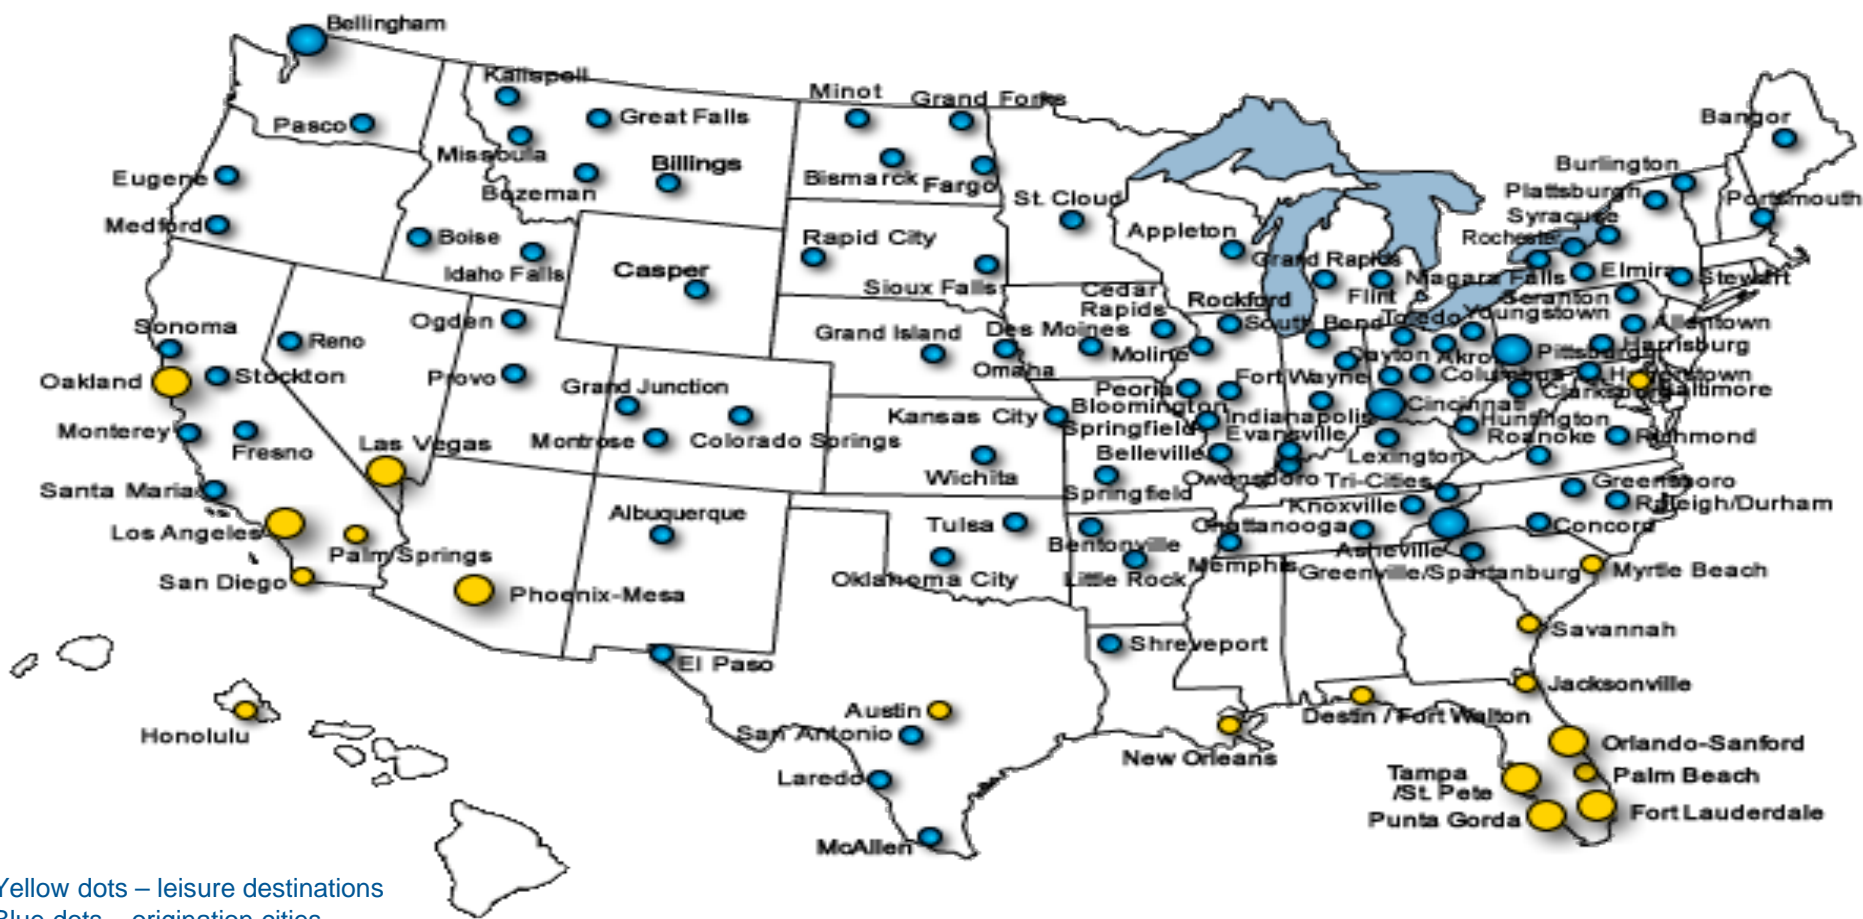 Bellingham
Kalispell
Minot
Grand Forks
Great Falls
Bangor
Pasco
Missoula
Billings
Burlington
Eugene
Bozeman
Bismarck
Fargo
Plattsburgh
St. Cloud
Portsmouth
Medford
Syracuse
Boise
Rapid City
Appleton
Rochester
Idaho Falls
Casper
Grand Rapids
Niagara Falls
Elmira
Stewart
Sioux Falls
Cedar
Rapids
Rockford
Flint
Scranton
Sonoma
Ogden
Grand Island
Des Moines
South Bend
Toledo
Youngstown
Allentown
Reno
Omaha
Moline
Dayton
Akron
Pittsburgh
Harrisburg
Oakland
Stockton
Provo
Grand Junction
Peoria
Fort Wayne
Columbus
Hagerstown
Clarksburg
Baltimore
Kansas City
Bloomington
Springfield
Indianapolis
Cincinnati
Huntington
Monterey
Fresno
Las Vegas
Montrose
Colorado Springs
Evansville
Roanoke
Richmond
Belleville
Lexington
Wichita
Santa Maria
Springfield
Owensboro
Tri-Cities
Greensboro
Albuquerque
Knoxville
Raleigh/Durham
Los Angeles
Tulsa
Chattanooga
Concord
Palm Springs
Bentonville
Asheville
San Diego
Oklahoma City
Little Rock
Memphis
Greenville/Spartanburg
Myrtle Beach
Phoenix-Mesa
Savannah
Shreveport
El Paso
Jacksonville
Honolulu
Austin
San Antonio
Destin / Fort Walton
New Orleans
Orlando-Sanford
Laredo
Tampa
/St. Pete
Palm Beach
Punta Gorda
Fort Lauderdale
McAllen
Yellow dots – leisure destinations
Blue dots – origination cities